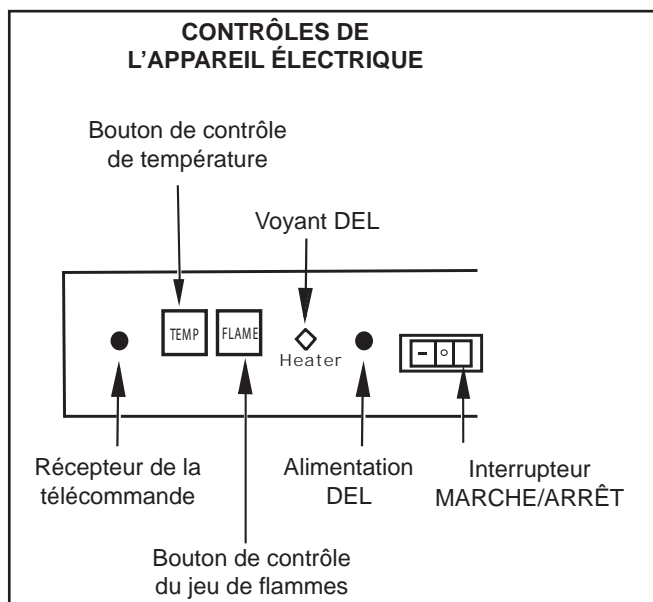 CONTRÔLES DE
L'APPAREIL ÉLECTRIQUE
Bouton de contrôle
de température
Voyant DEL
TEMP
FLAME
Heater
Récepteur de la
télécommande
Alimentation
DEL
Interrupteur
MARCHE/ARRÊT
Bouton de contrôle
du jeu de flammes